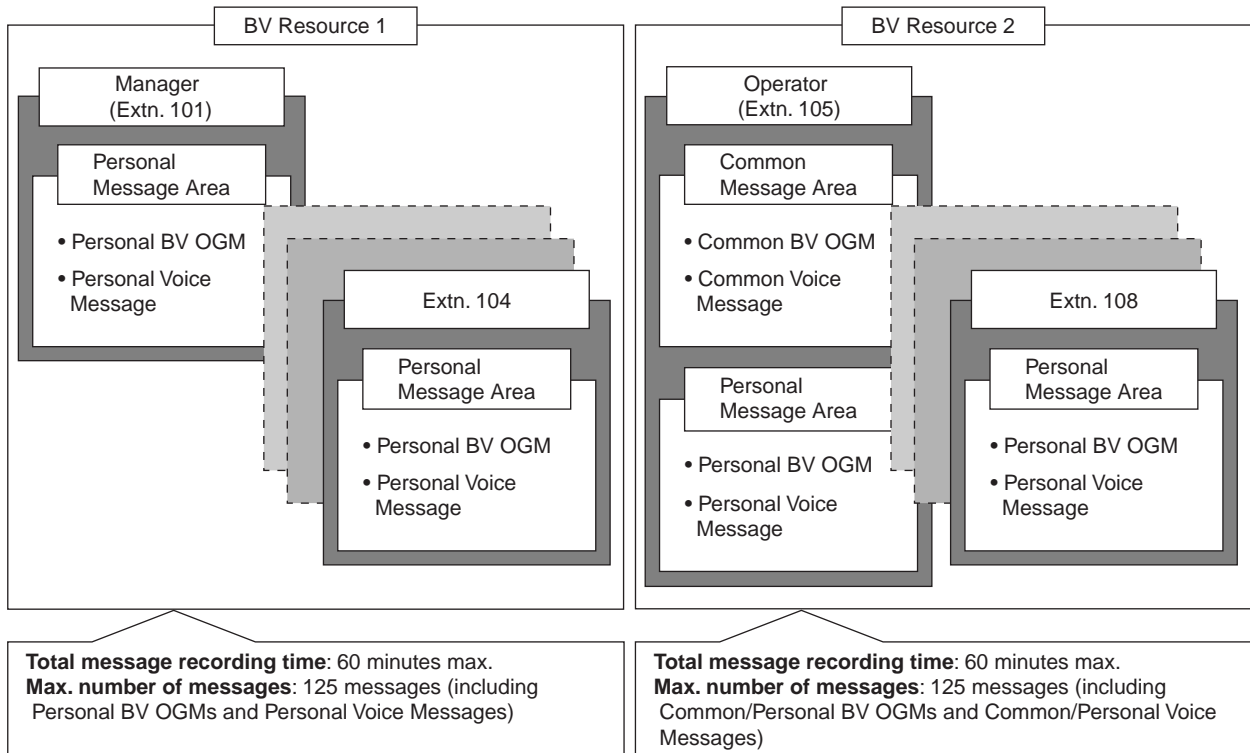 BV Resource 1
Manager
(Extn. 101)
Personal
Message Area
• Personal BV OGM
• Personal Voice
Message
Extn. 104
Personal
Message Area
• Personal BV OGM
• Personal Voice
Message
Total message recording time: 60 minutes max.
Max. number of messages: 125 messages (including
Personal BV OGMs and Personal Voice Messages)
BV Resource 2
Operator
(Extn. 105)
Common
Message Area
• Common BV OGM
• Common Voice
Message
Personal
Message Area
• Personal BV OGM
• Personal Voice
Message
Extn. 108
Personal
Message Area
• Personal BV OGM
• Personal Voice
Message
Total message recording time: 60 minutes max.
Max. number of messages: 125 messages (including
Common/Personal BV OGMs and Common/Personal Voice
Messages)